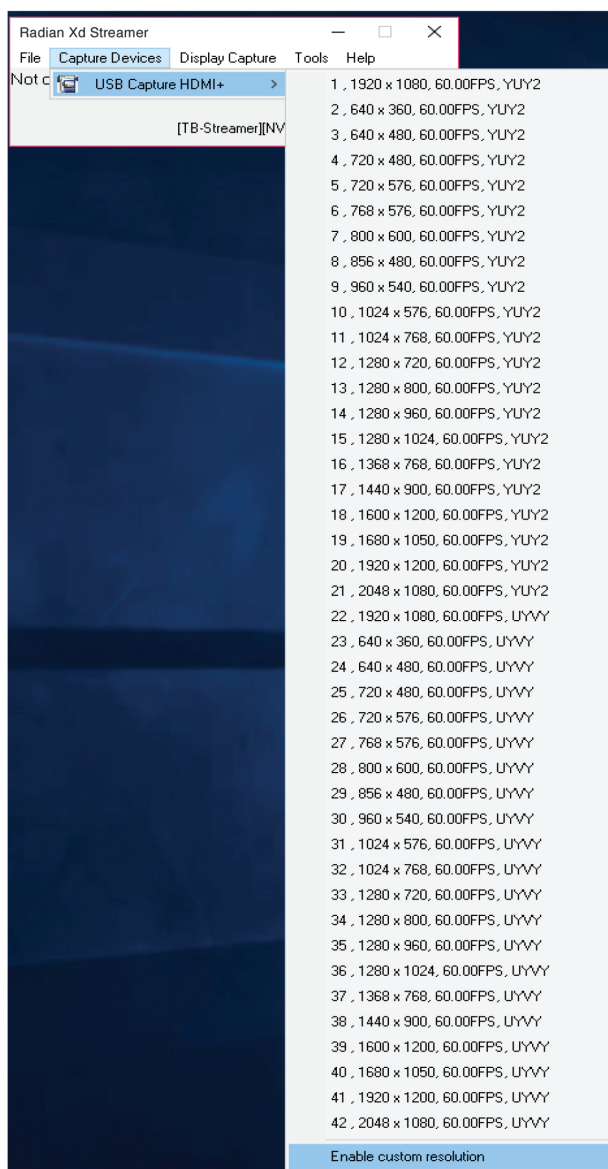 Radian Xd Streamer
File Capture Devices Display Capture Tools Help
Not c
USB Capture HDMI+
[TB-Streamer][NV
1 , 1920 x 1080, 60.00FPS, YUY2
2 , 640 x 360, 60.00FPS, YUY2
3 , 640 x 480, 60.00FPS, YUY2
4 , 720 x 480, 60.00FPS, YUY2
5 , 720 x 576, 60.00FPS, YUY2
6 , 768 x 576, 60.00FPS, YUY2
7 , 800 x 600, 60.00FPS, YUY2
8 , 856 x 480, 60.00FPS, YUY2
9 , 960 x 540, 60.00FPS, YUY2
10 , 1024 x 576, 60.00FPS, YUY2
11 , 1024 x 768, 60.00FPS, YUY2
12 , 1280 x 720, 60.00FPS, YUY2
13 , 1280 x 800, 60.00FPS, YUY2
14 , 1280 x 960, 60.00FPS, YUY2
15 , 1280 x 1024, 60.00FPS, YUY2
16 , 1368 x 768, 60.00FPS, YUY2
17 , 1440 x 900, 60.00FPS, YUY2
18 , 1600 x 1200, 60.00FPS, YUY2
19 , 1680 x 1050, 60.00FPS, YUY2
20 , 1920 x 1200, 60.00FPS, YUY2
21 , 2048 x 1080, 60.00FPS, YUY2
22 , 1920 x 1080, 60.00FPS, UYVY
23 , 640 x 360, 60.00FPS, UYVY
24 , 640 x 480, 60.00FPS, UYVY
25 , 720 x 480, 60.00FPS, UYVY
26 , 720 x 576, 60.00FPS, UYVY
27 , 768 x 576, 60.00FPS, UYVY
28 , 800 x 600, 60.00FPS, UYVY
29 , 856 x 480, 60.00FPS, UYVY
30 , 960 x 540, 60.00FPS, UYVY
31 , 1024 x 576, 60.00FPS, UYVY
32 , 1024 x 768, 60.00FPS, UYVY
33 , 1280 x 720, 60.00FPS, UYVY
34 , 1280 x 800, 60.00FPS, UYVY
35 , 1280 x 960, 60.00FPS, UYVY
36 , 1280 x 1024, 60.00FPS, UYVY
37 , 1368 x 768, 60.00FPS, UYVY
38 , 1440 x 900, 60.00FPS, UYVY
39 , 1600 x 1200, 60.00FPS, UYVY
40 , 1680 x 1050, 60.00FPS, UYVY
41 , 1920 x 1200, 60.00FPS, UYVY
42 , 2048 x 1080, 60.00FPS, UYVY
Enable custom resolution